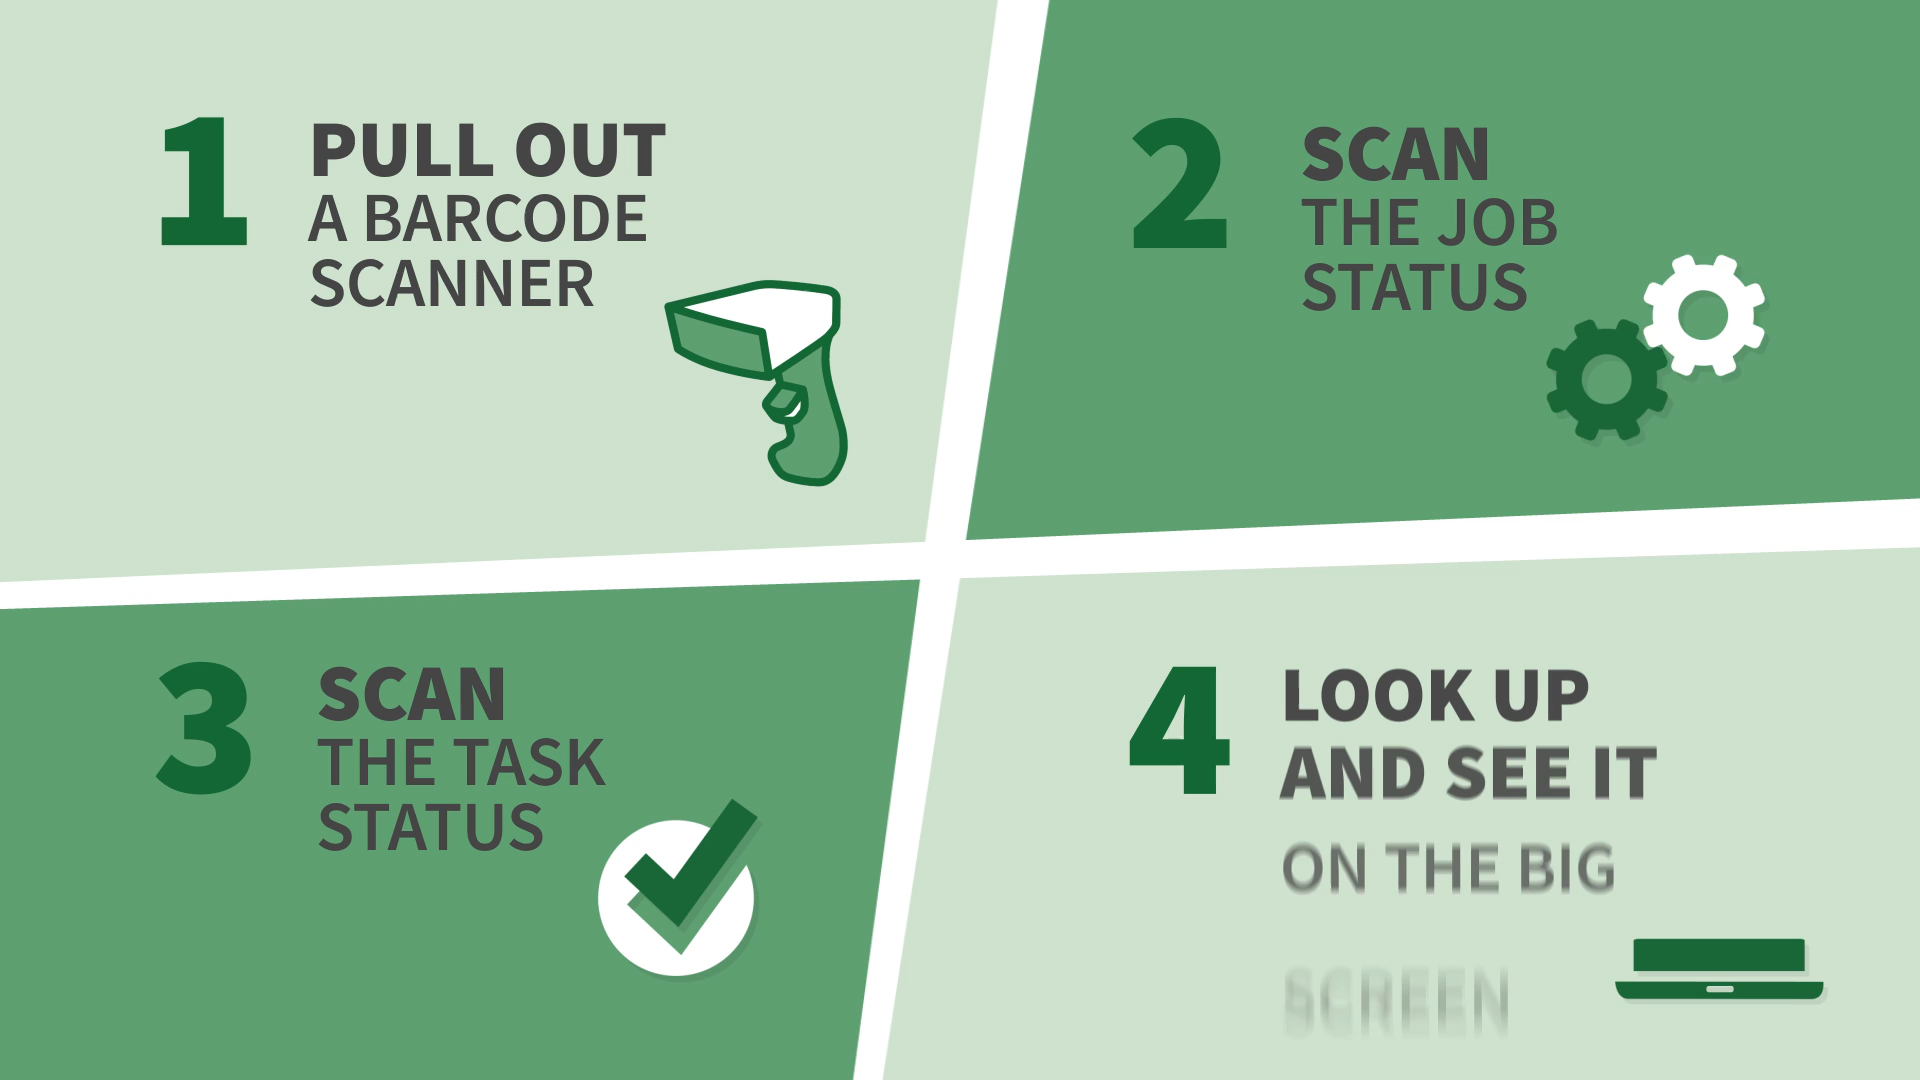 1
PULL OUT
A BARCODE
SCANNER
2
SCAN
THE JOB
STATUS
3
SCAN
THE TASK
STATUS
4
LOOK UP
AND SEE IT
ON THE BIG
SCREEN